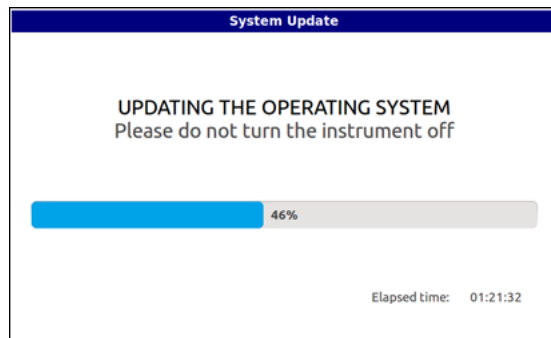 System Update
UPDATING THE OPERATING SYSTEM
Please do not turn the instrument off
46%
Elapsed time: 01:21:32